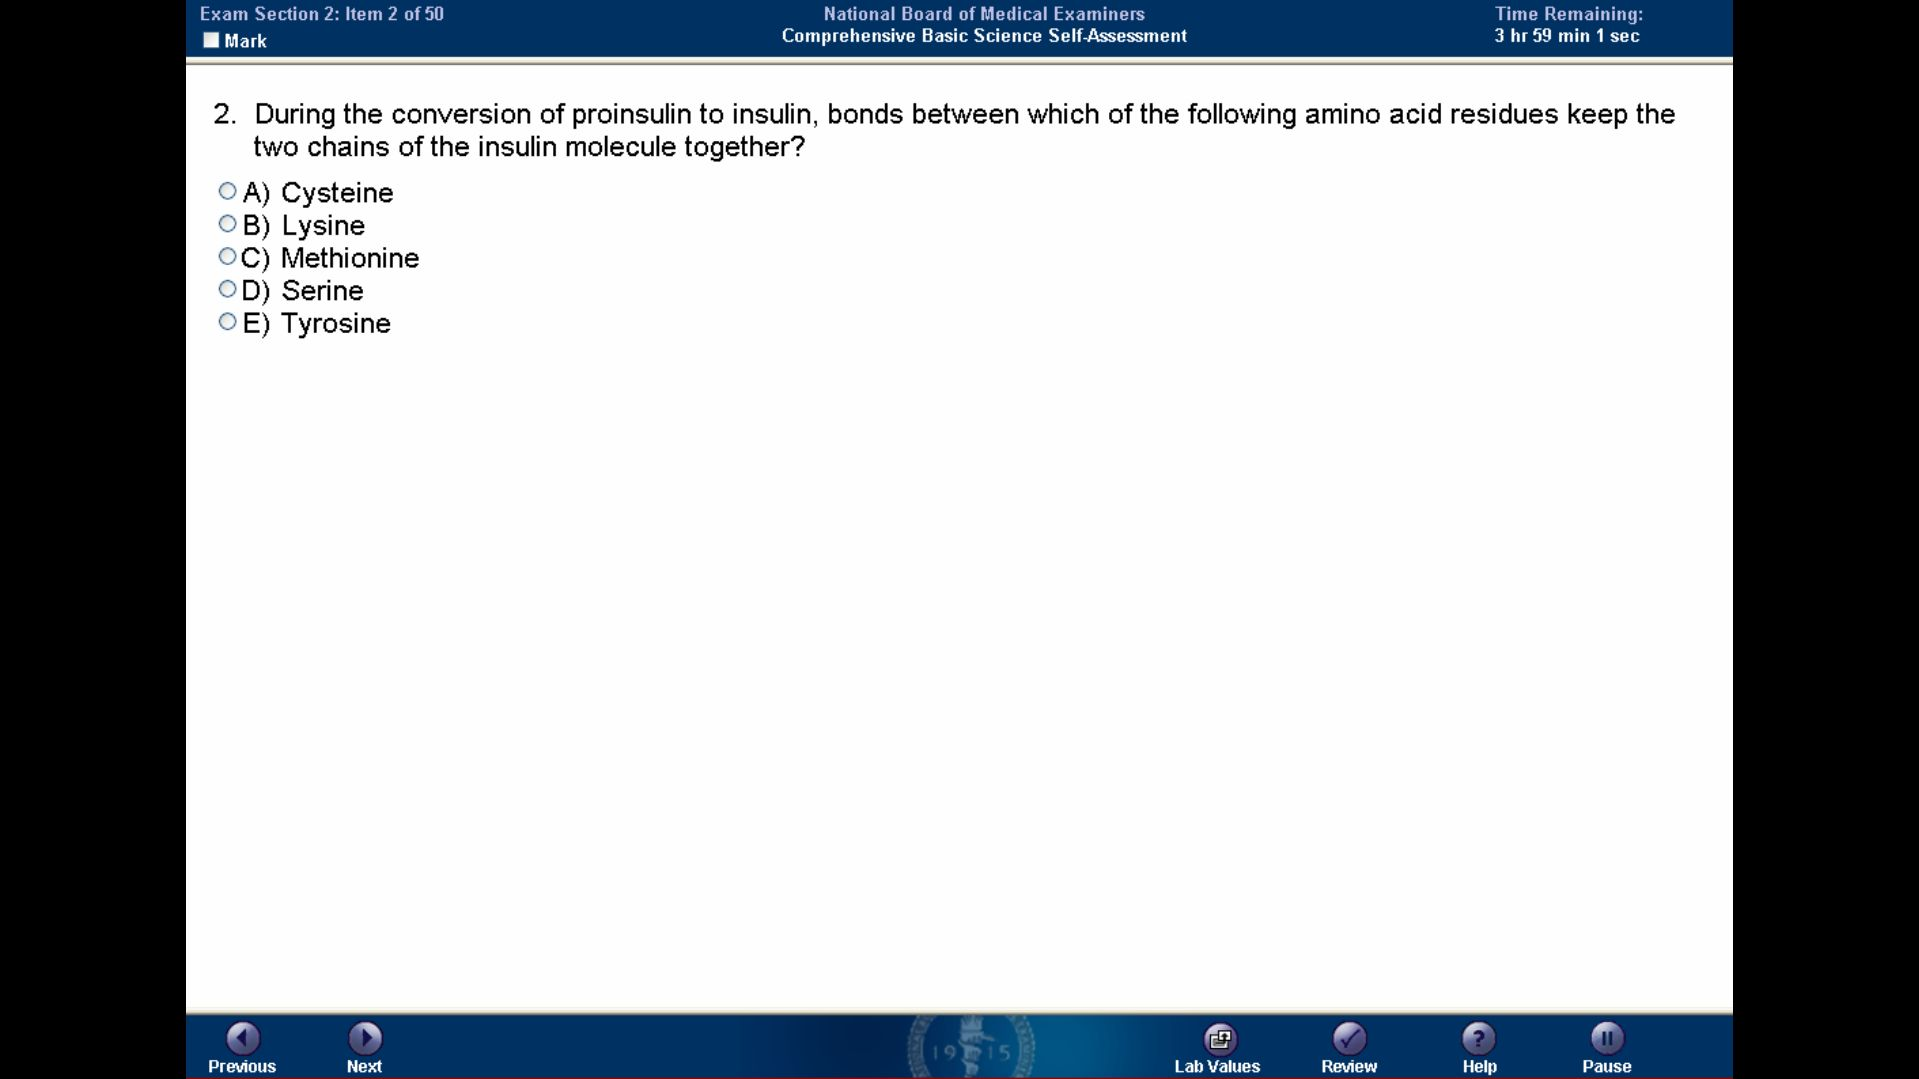 Exam Section 2: Item 2 of 50
National Board of Medical Examiners
Time Remaining:
Mark
Comprehensive Basic Science Self-Assessment
3 hr 59 min 1 sec
2. During the conversion of proinsulin to insulin, bonds between which of the following amino acid residues keep the
two chains of the insulin molecule together?
A) Cysteine
B) Lysine
C) Methionine
D) Serine
E) Tyrosine
1915
Previous
Next
Lab Values
Review
Help
Pause